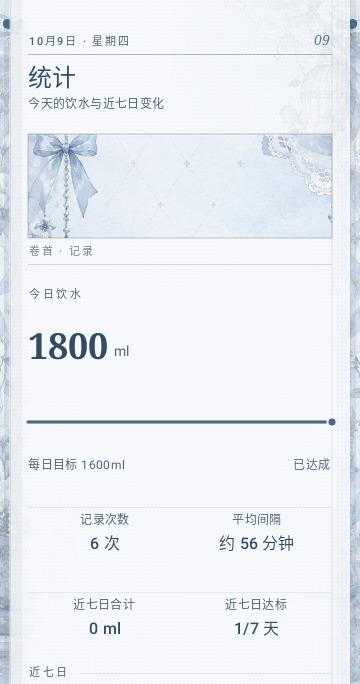 10月9日 · 星期四
09
统计
今天的饮水与近七日变化
卷首 · 记录
今日饮水
1800 ml
每日目标 1600ml
已达成
记录次数
平均间隔
6 次
约 56 分钟
近七日合计
近七日达标
0 ml
1/7 天
近七日